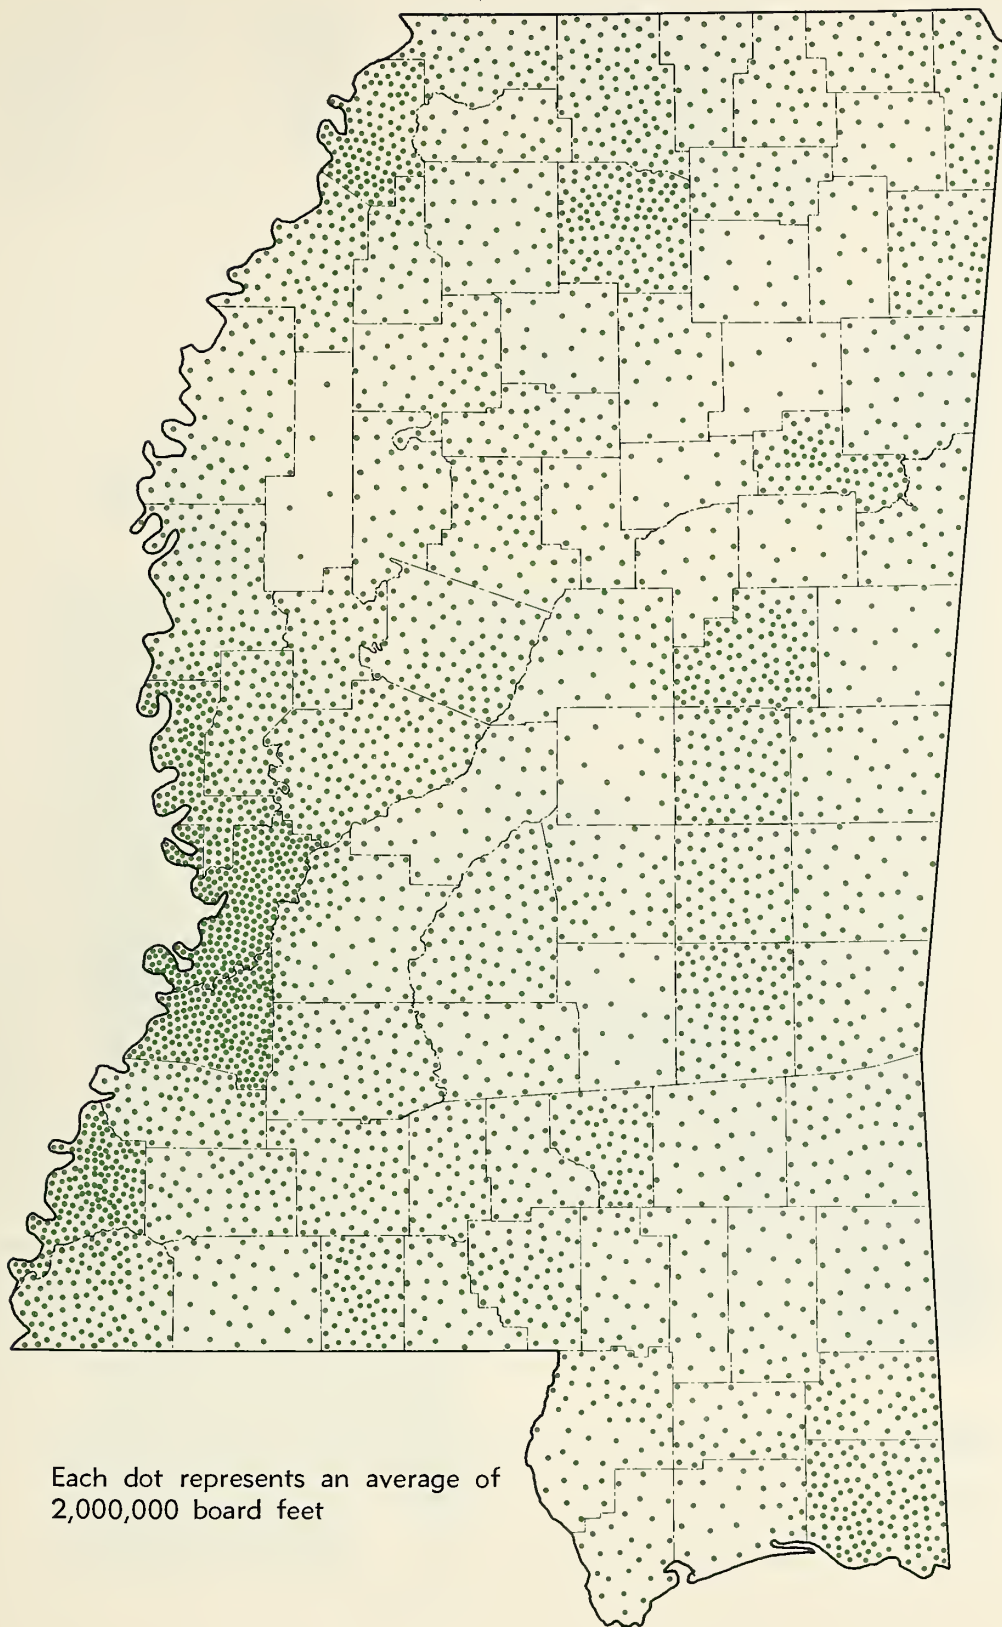 Each dot represents an average of
2,000,000 board feet